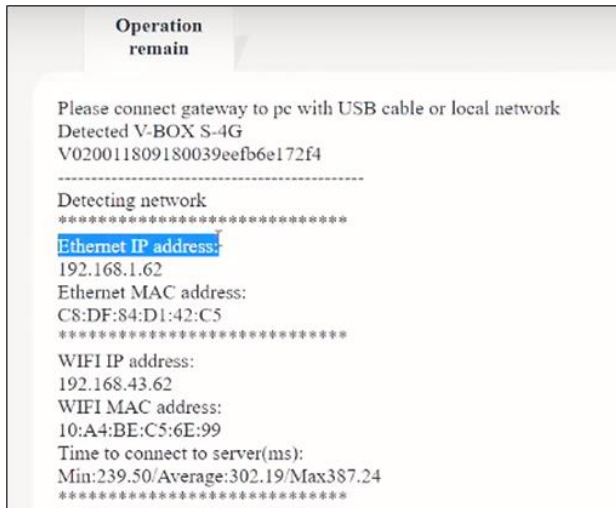 Operation
remain
Please connect gateway to pc with USB cable or local network
Detected V-BOX S-4G
V020011809180039eefb6e172f4
--------------------------------------------
Detecting network
*****************************
Ethernet IP address:
192.168.1.62
Ethernet MAC address:
C8:DF:84:D1:42:C5
*****************************
WIFI IP address:
192.168.43.62
WIFI MAC address:
10:A4:BE:C5:6E:99
Time to connect to server(ms):
Min:239.50/Average:302.19/Max387.24
*****************************